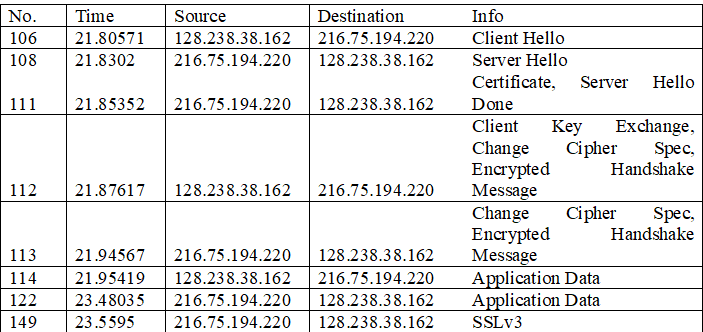 No. Time Source Destination Info
106 21.80571 128.238.38.162 216.75.194.220 Client Hello
108 21.8302 216.75.194.220 128.238.38.162 Server Hello
111 21.85352 216.75.194.220 128.238.38.162 Certificate, Server Hello
Done
112 21.87617 128.238.38.162 216.75.194.220 Client Key Exchange,
Change Cipher Spec,
Encrypted Handshake
Message
113 21.94567 216.75.194.220 128.238.38.162 Change Cipher Spec,
Encrypted Handshake
Message
114 21.95419 128.238.38.162 216.75.194.220 Application Data
122 23.48035 216.75.194.220 128.238.38.162 Application Data
149 23.5595 216.75.194.220 128.238.38.162 SSLv3